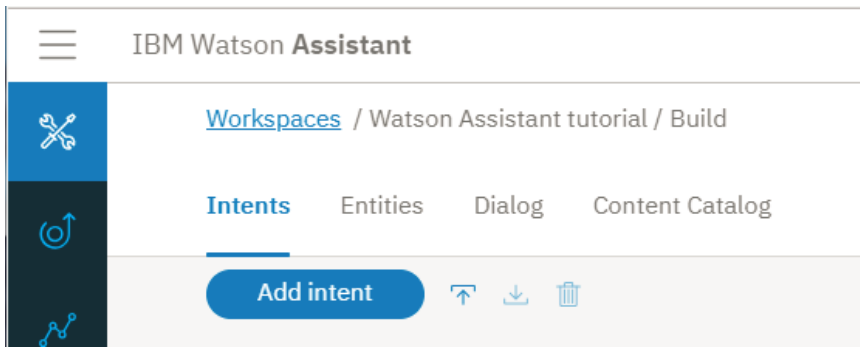 IBM Watson Assistant
Workspaces / Watson Assistant tutorial / Build
Intents Entities Dialog Content Catalog
Add intent